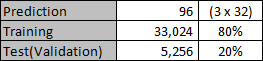 Prediction 96 (3 x 32)
Training 33,024 80%
Test(Validation) 5,256 20%